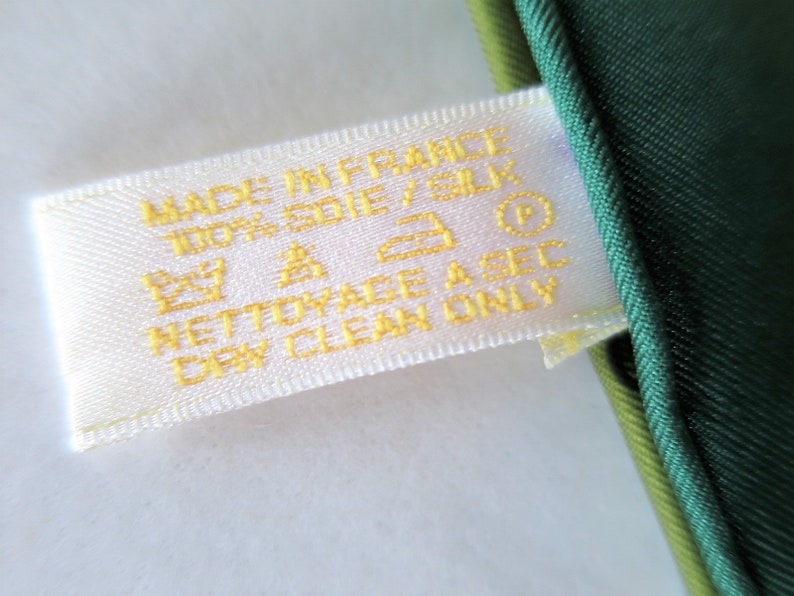 MADE IN FRANCE
100% SOIE / SILK
P
NETTOYAGE A SEC
DRY CLEAN ONLY